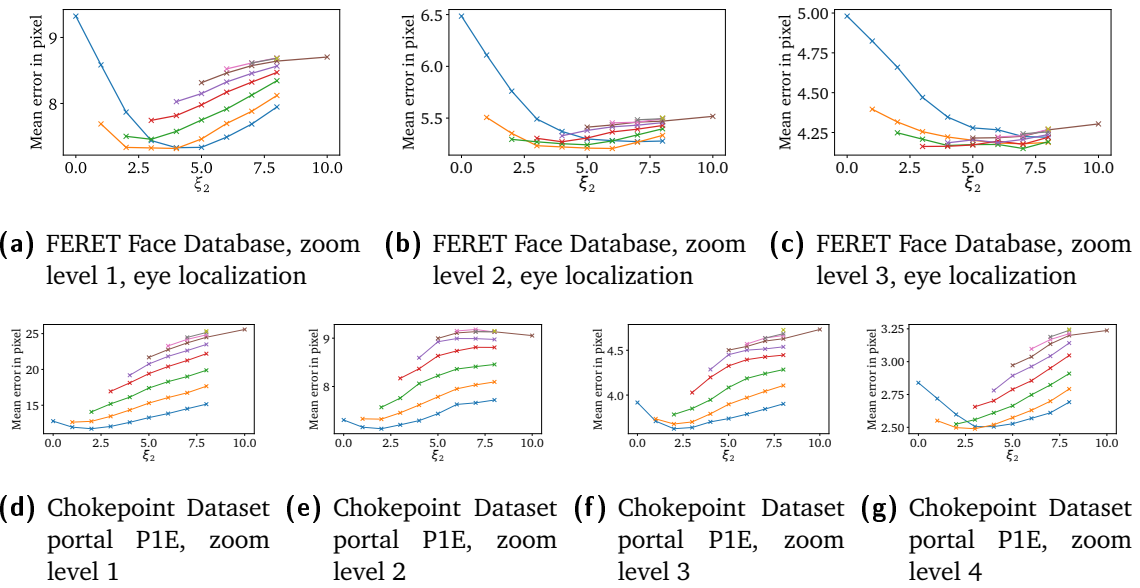 Mean error in pixel
9
8
0.0 2.5 5.0 7.5 10.0
ξ2
Mean error in pixel
6.5
6.0
5.5
0.0 2.5 5.0 7.5 10.0
ξ2
Mean error in pixel
5.00
4.75
4.50
4.25
0.0 2.5 5.0 7.5 10.0
ξ2
(a) FERET Face Database, zoom
level 1, eye localization
(b) FERET Face Database, zoom
level 2, eye localization
(c) FERET Face Database, zoom
level 3, eye localization
Mean error in pixel
25
20
15
0.0 2.5 5.0 7.5 10.0
ξ2
Mean error in pixel
9
8
0.0 2.5 5.0 7.5 10.0
ξ2
Mean error in pixel
4.5
4.0
0.0 2.5 5.0 7.5 10.0
ξ2
Mean error in pixel
3.25
3.00
2.75
2.50
0.0 2.5 5.0 7.5 10.0
ξ2
(d) Chokepoint Dataset
portal P1E, zoom
level 1
(e) Chokepoint Dataset
portal P1E, zoom
level 2
(f) Chokepoint Dataset
portal P1E, zoom
level 3
(g) Chokepoint Dataset
portal P1E, zoom
level 4